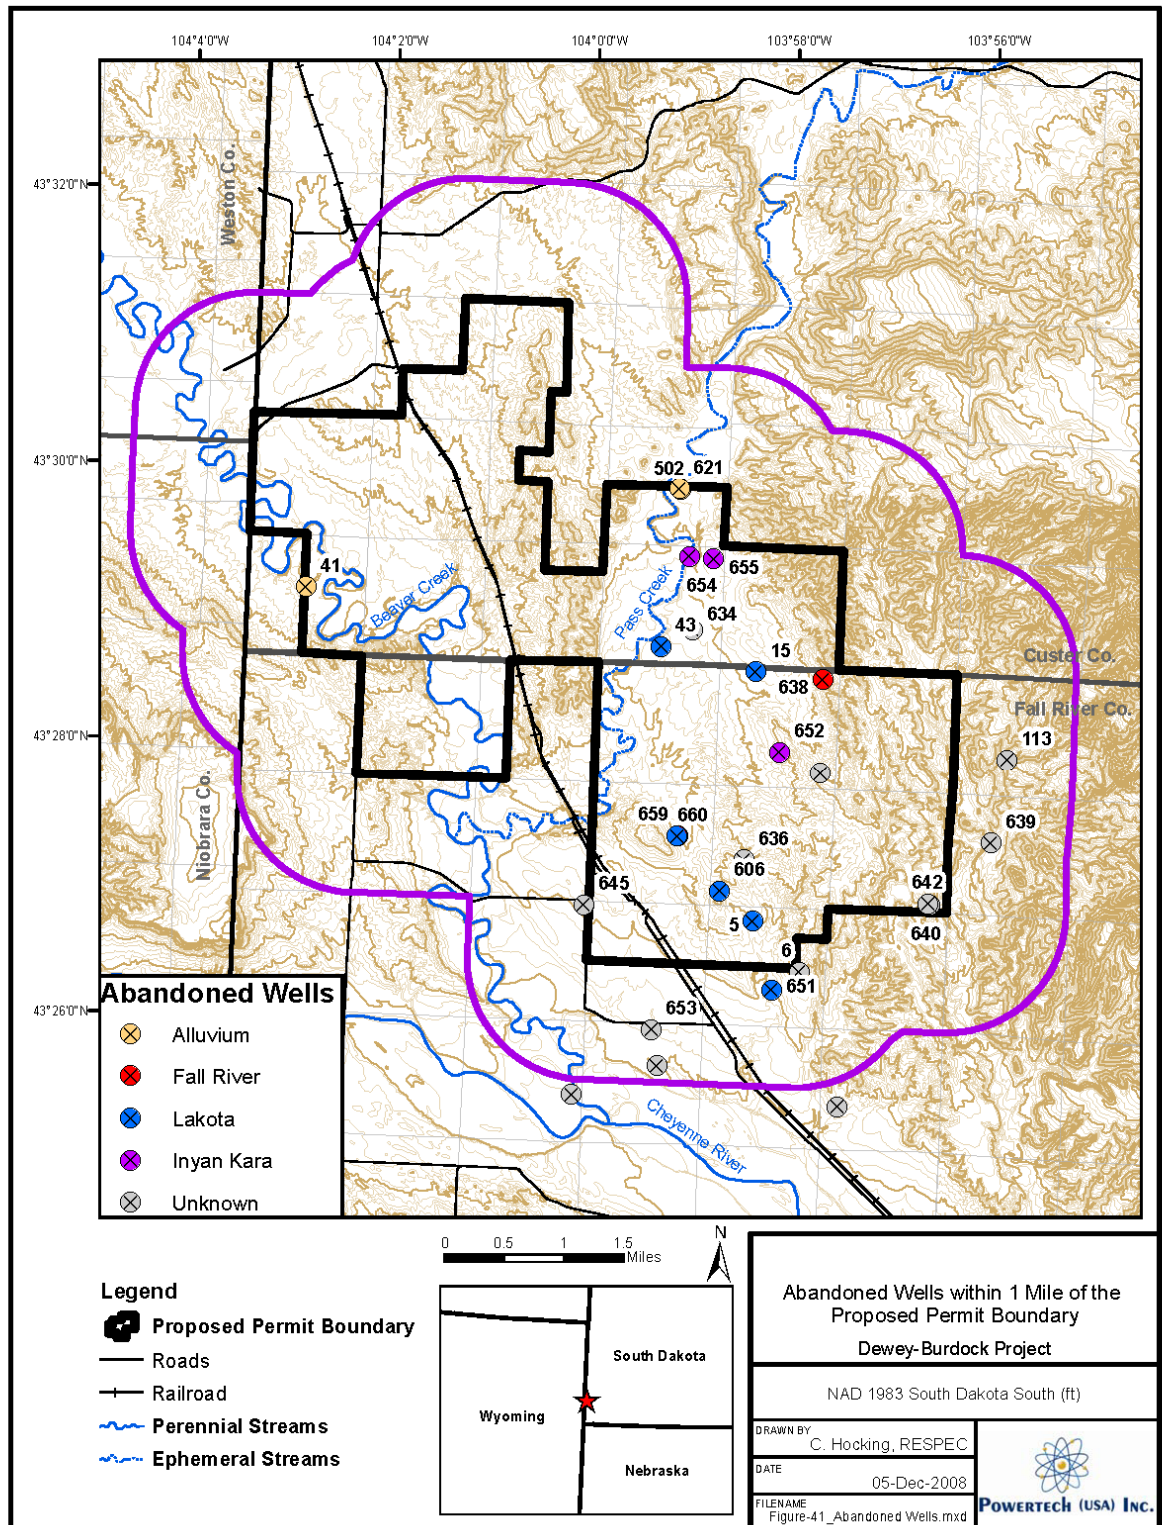 104°4'0"W
104°2'0"W
104°0'0"W
103°58'0"W
103°56'0"W
43°32'0"N
43°30'0"N
43°28'0"N
43°26'0"N
Weston Co.
Niobrara Co.
Custer Co.
Fall River Co.
Beaver Creek
Pass Creek
Cheyenne River
502
621
41
655
654
634
43
15
638
652
113
659
660
636
639
606
645
642
5
640
6
651
653
Abandoned Wells
Alluvium
Fall River
Lakota
Inyan Kara
Unknown
0 0.5 1 1.5
Miles
N
Legend
Proposed Permit Boundary
Roads
Railroad
Perennial Streams
Ephemeral Streams
South Dakota
Wyoming
Nebraska
Abandoned Wells within 1 Mile of the
Proposed Permit Boundary
Dewey-Burdock Project
NAD 1983 South Dakota South (ft)
DRAWN BY
C. Hocking, RESPEC
DATE
05-Dec-2008
FILENAME
Figure-41_Abandoned Wells.mxd
POWERTECH (USA) INC.